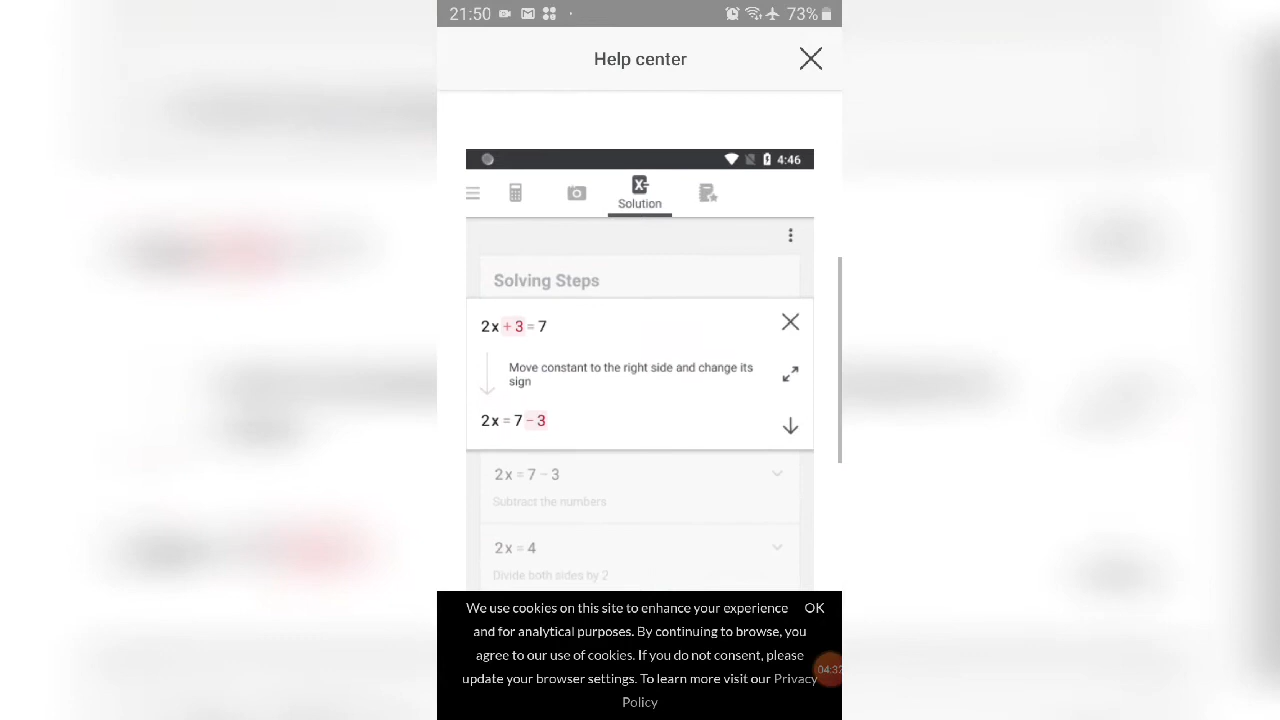 21:50 73%
Help center
4:46
Solution
Solving Steps
2x + 3 = 7
Move constant to the right side and change its
sign
2x = 7 - 3
2x = 7 - 3
Subtract the numbers
2x = 4
Divide both sides by 2
We use cookies on this site to enhance your experience OK
and for analytical purposes. By continuing to browse, you
agree to our use of cookies. If you do not consent, please
update your browser settings. To learn more visit our Privacy
Policy
04:32